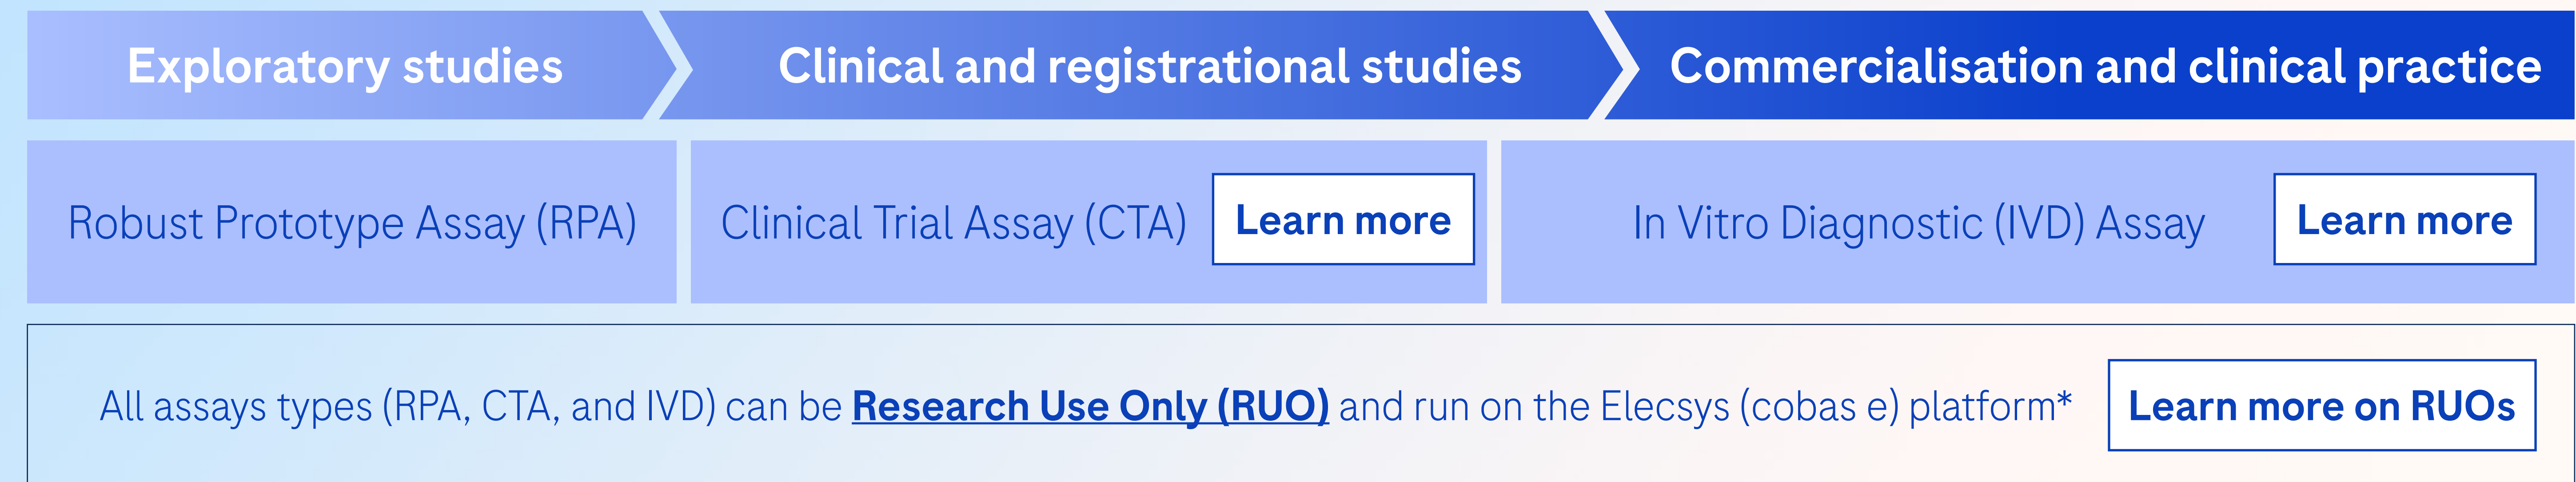 Exploratory studies
Clinical and registrational studies
Commercialisation and clinical practice
Robust Prototype Assay (RPA)
Clinical Trial Assay (CTA)
Learn more
In Vitro Diagnostic (IVD) Assay
Learn more
All assays types (RPA, CTA, and IVD) can be Research Use Only (RUO) and run on the Elecsys (cobas e) platform*
Learn more on RUOs